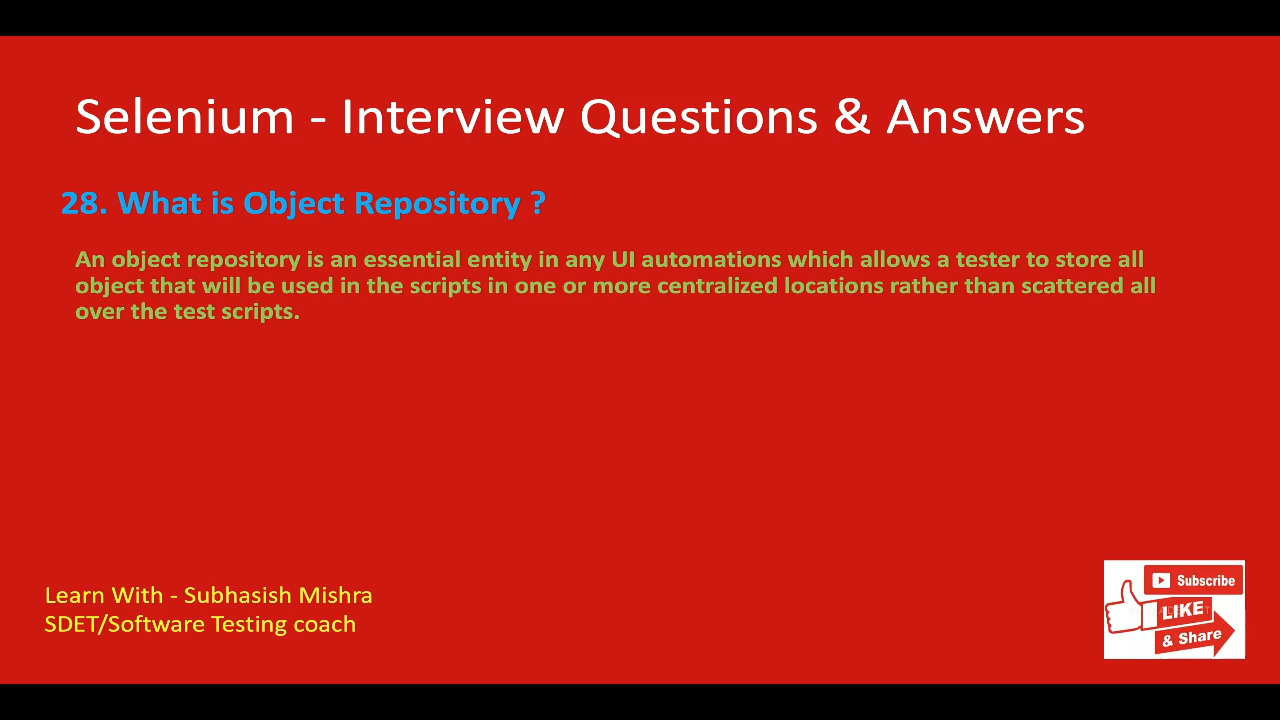 Selenium - Interview Questions & Answers
28. What is Object Repository ?
An object repository is an essential entity in any UI automations which allows a tester to store all
object that will be used in the scripts in one or more centralized locations rather than scattered all
over the test scripts.
Learn With - Subhasish Mishra
SDET/Software Testing coach
Subscribe
LIKE
& Share